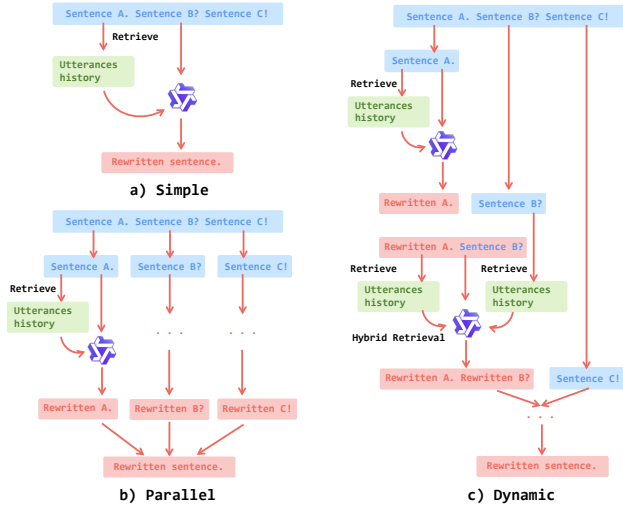 Sentence A. Sentence B? Sentence C!
Retrieve
Utterances
history
Rewritten sentence.
a) Simple
Sentence A. Sentence B? Sentence C!
Sentence A.
Sentence B?
Sentence C!
Retrieve
Utterances
history
. . .
. . .
Rewritten A.
Rewritten B?
Rewritten C!
Rewritten sentence.
b) Parallel
Sentence A. Sentence B? Sentence C!
Sentence A.
Retrieve
Utterances
history
Rewritten A.
Sentence B?
Rewritten A. Sentence B?
Retrieve
Retrieve
Utterances
history
Utterances
history
Hybrid Retrieval
Rewritten A. Rewritten B?
Sentence C!
. . .
Rewritten sentence.
c) Dynamic